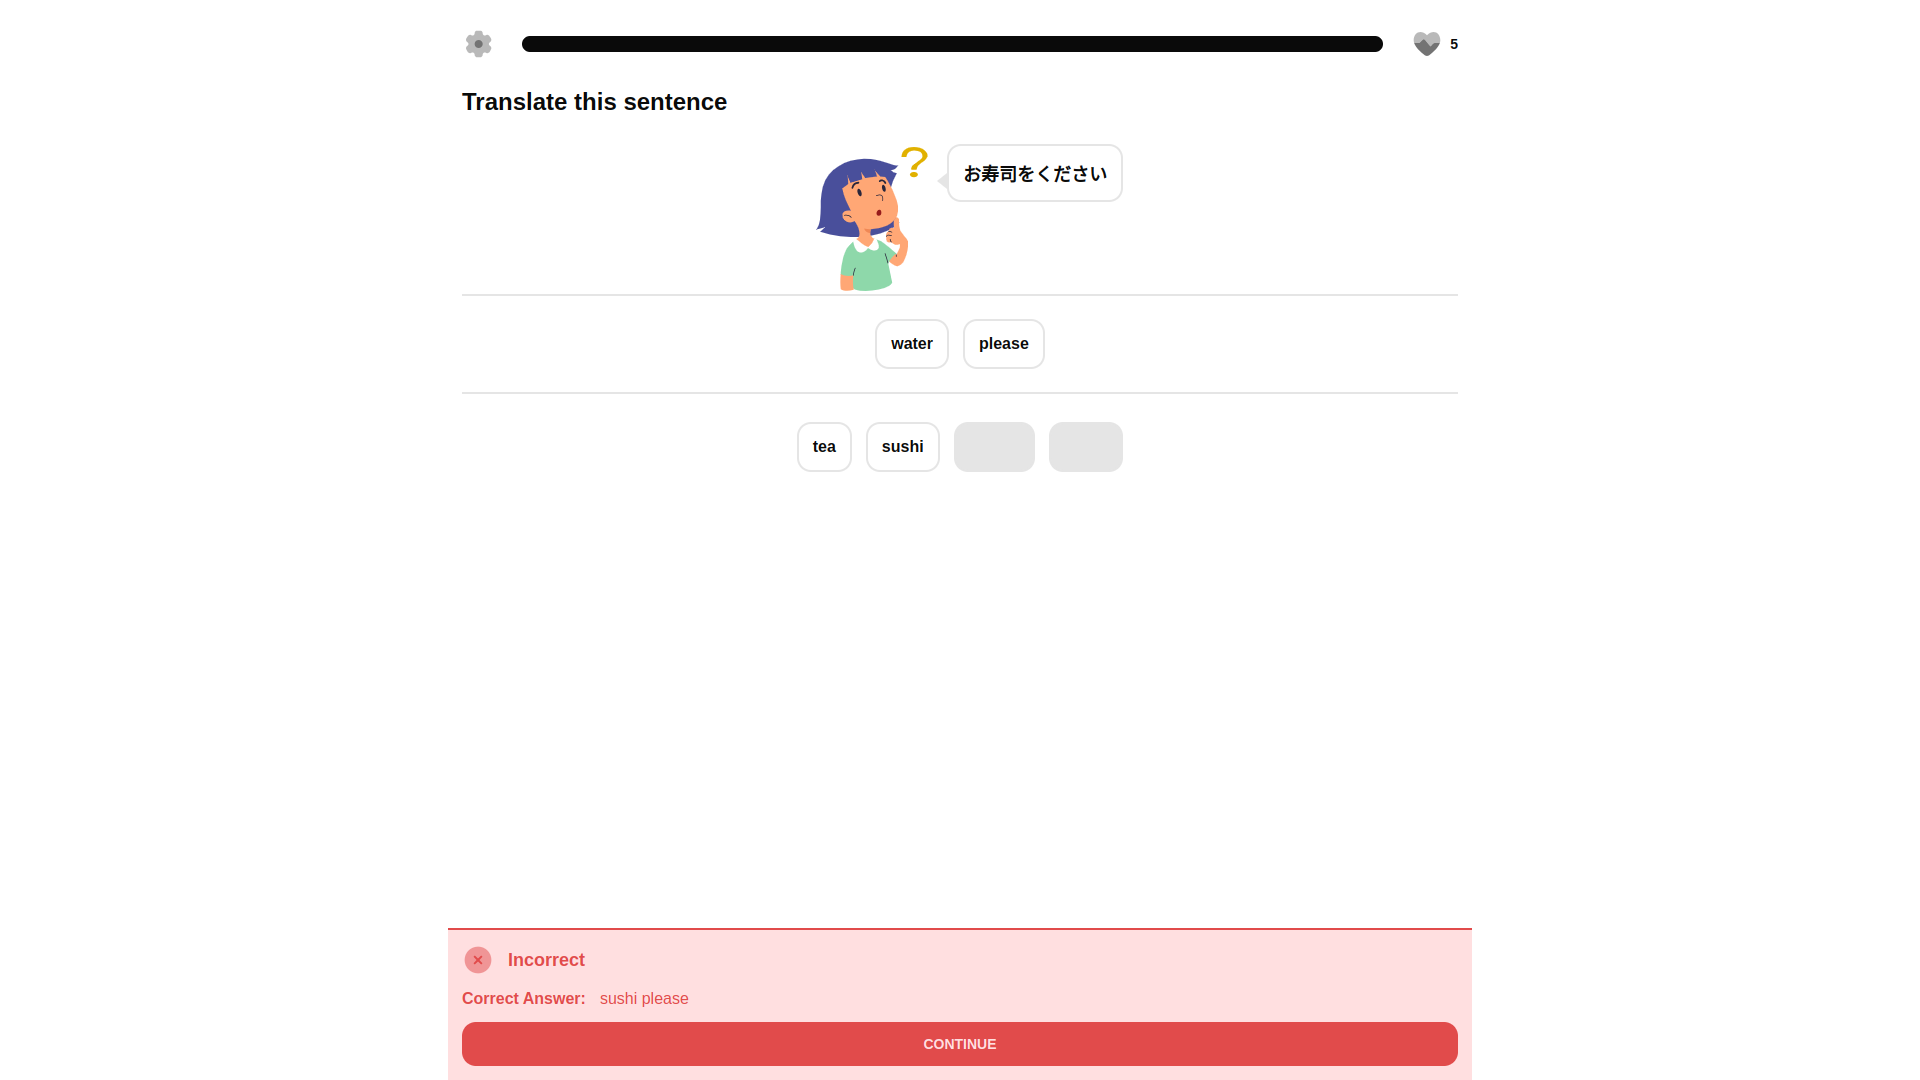 5
Translate this sentence
?
お寿司をください
water please
tea sushi
Incorrect
Correct Answer: sushi please
CONTINUE